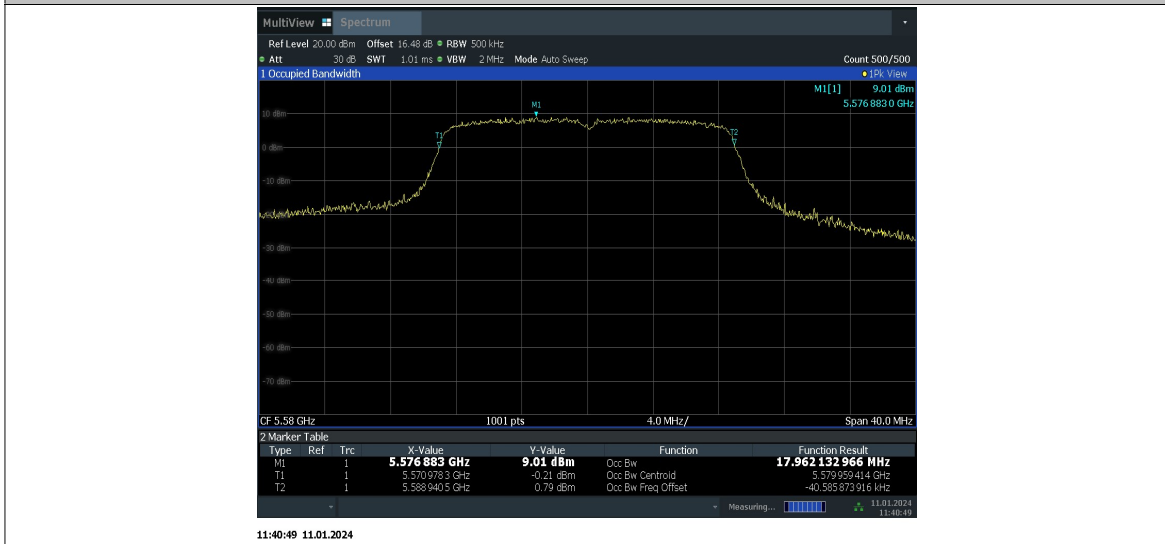 MultiView Spectrum
Ref Level 20.00 dBm Offset 16.48 dB RBW 500 kHz
Att 30 dB SWT 1.01 ms VBW 2 MHz Mode Auto Sweep Count 500/500
1 Occupied Bandwidth 1Pk View
M1[1] 9.01 dBm
5.576 883 0 GHz
M1
10 dBm
T1 T2
0 dBm
-10 dBm
-30 dBm
-40 dBm
-50 dBm
-60 dBm
-70 dBm
CF 5.58 GHz 1001 pts 4.0 MHz/ Span 40.0 MHz
2 Marker Table
Type Ref Trc X-Value Y-Value Function Function Result
M1 1 5.576 883 GHz 9.01 dBm Occ Bw 17.962 132 966 MHz
T1 1 5.570 978 3 GHz -0.21 dBm Occ Bw Centroid 5.579 959 414 GHz
T2 1 5.588 940 5 GHz 0.79 dBm Occ Bw Freq Offset -40.585 873 916 kHz
Measuring... 11.01.2024
11:40:49
11:40:49 11.01.2024